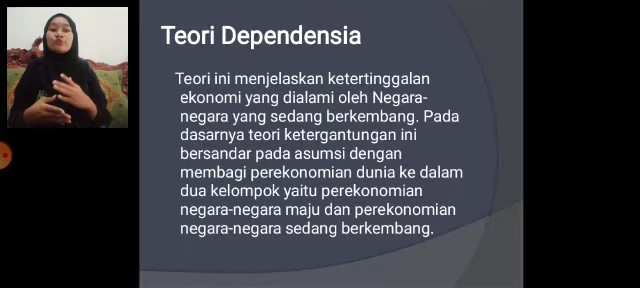 Teori Dependensia
Teori ini menjelaskan ketertinggalan
ekonomi yang dialami oleh Negara-
negara yang sedang berkembang. Pada
dasarnya teori ketergantungan ini
bersandar pada asumsi dengan
membagi perekonomian dunia ke dalam
dua kelompok yaitu perekonomian
negara-negara maju dan perekonomian
negara-negara sedang berkembang.